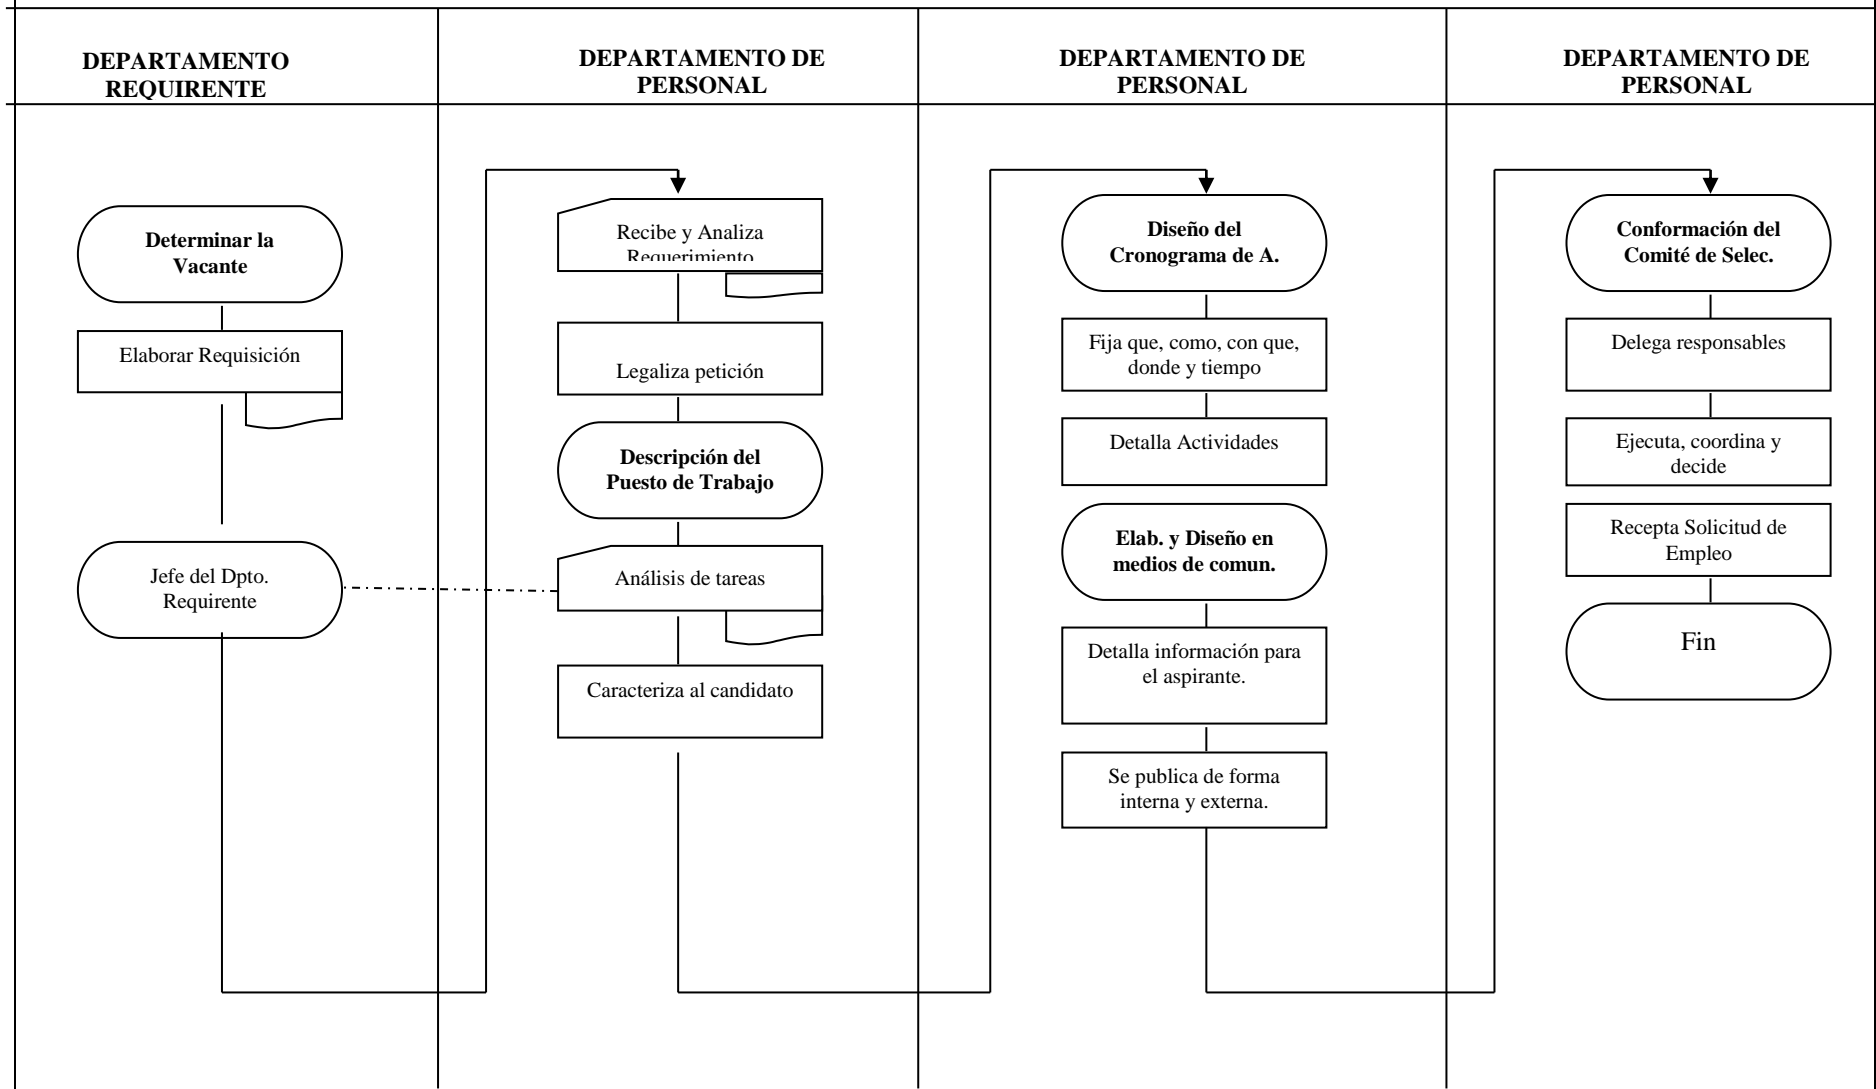 DEPARTAMENTO
REQUIRENTE
DEPARTAMENTO DE
PERSONAL
DEPARTAMENTO DE
PERSONAL
DEPARTAMENTO DE
PERSONAL
Determinar la
Vacante
Elaborar Requisición
Jefe del Dpto.
Requirente
Recibe y Analiza
Requerimiento
Legaliza petición
Descripción del
Puesto de Trabajo
Análisis de tareas
Caracteriza al candidato
Diseño del
Cronograma de A.
Fija que, como, con que,
donde y tiempo
Detalla Actividades
Elab. y Diseño en
medios de comun.
Detalla información para
el aspirante.
Se publica de forma
interna y externa.
Conformación del
Comité de Selec.
Delega responsables
Ejecuta, coordina y
decide
Recepta Solicitud de
Empleo
Fin